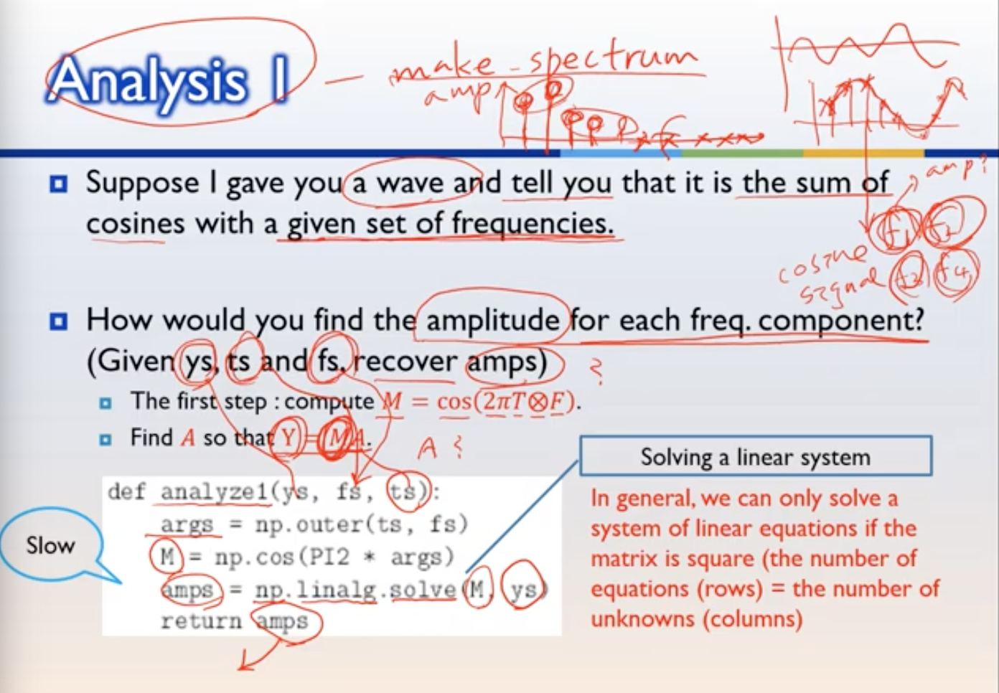 Analysis 1
make_spectrum
amp
f
Suppose I gave you a wave and tell you that it is the sum of
cosines with a given set of frequencies.
amp?
f1 f2
cosine
signal f3 f4
How would you find the amplitude for each freq. component?
(Given ys, ts and fs, recover amps) ?
The first step : compute M = cos(2πT⊗F).
Find A so that Y=MA.
A ?
Solving a linear system
def analyze1(ys, fs, ts):
args = np.outer(ts, fs)
M = np.cos(PI2 * args)
amps = np.linalg.solve(M, ys)
return amps
Slow
In general, we can only solve a
system of linear equations if the
matrix is square (the number of
equations (rows) = the number of
unknowns (columns)